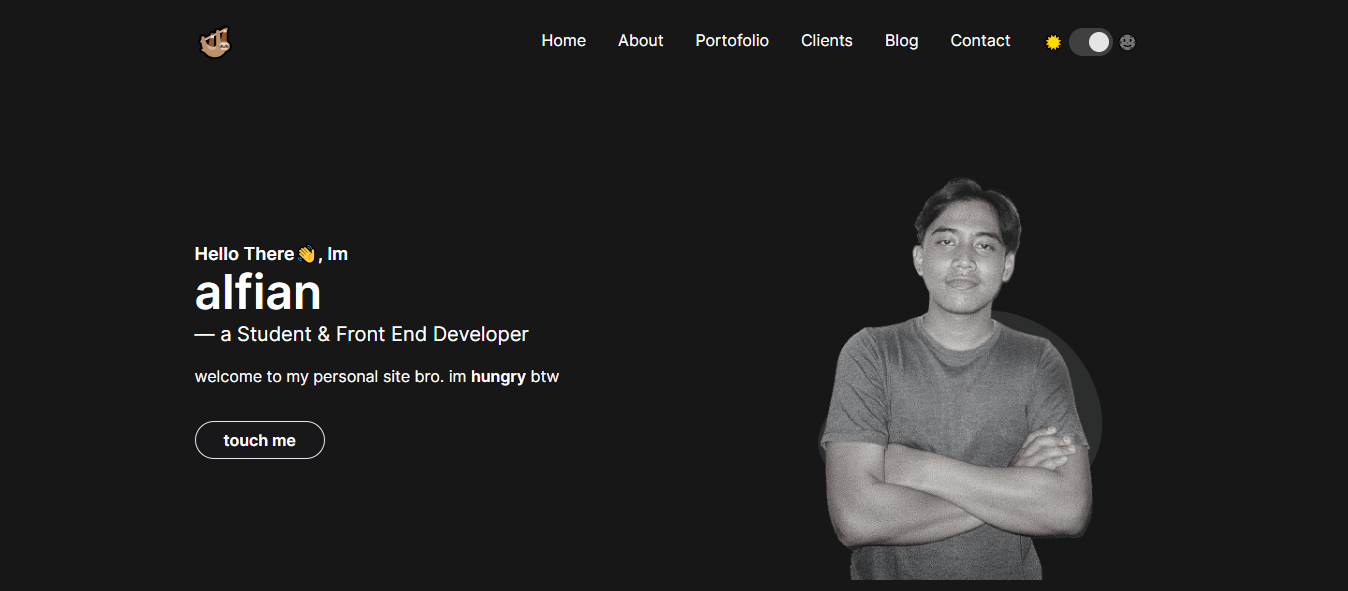 Home About Portofolio Clients Blog Contact
Hello There👋, Im
alfian
— a Student & Front End Developer
welcome to my personal site bro. im hungry btw
touch me